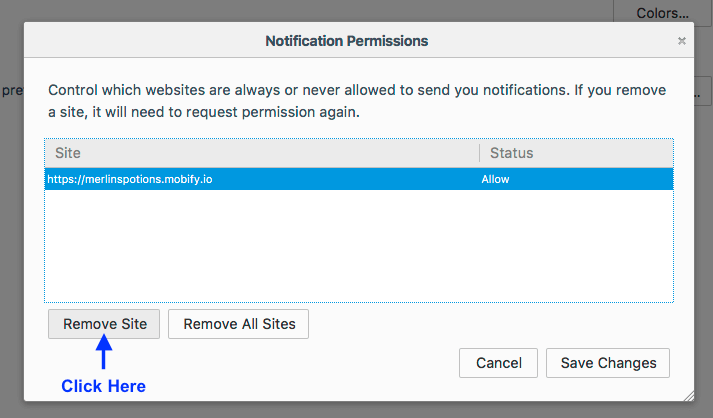 Colors...
Notification Permissions
×
pre
...
Control which websites are always or never allowed to send you notifications. If you remove
a site, it will need to request permission again.
Site Status
https://merlinspotions.mobify.io Allow
Remove Site Remove All Sites
Click Here
Cancel Save Changes